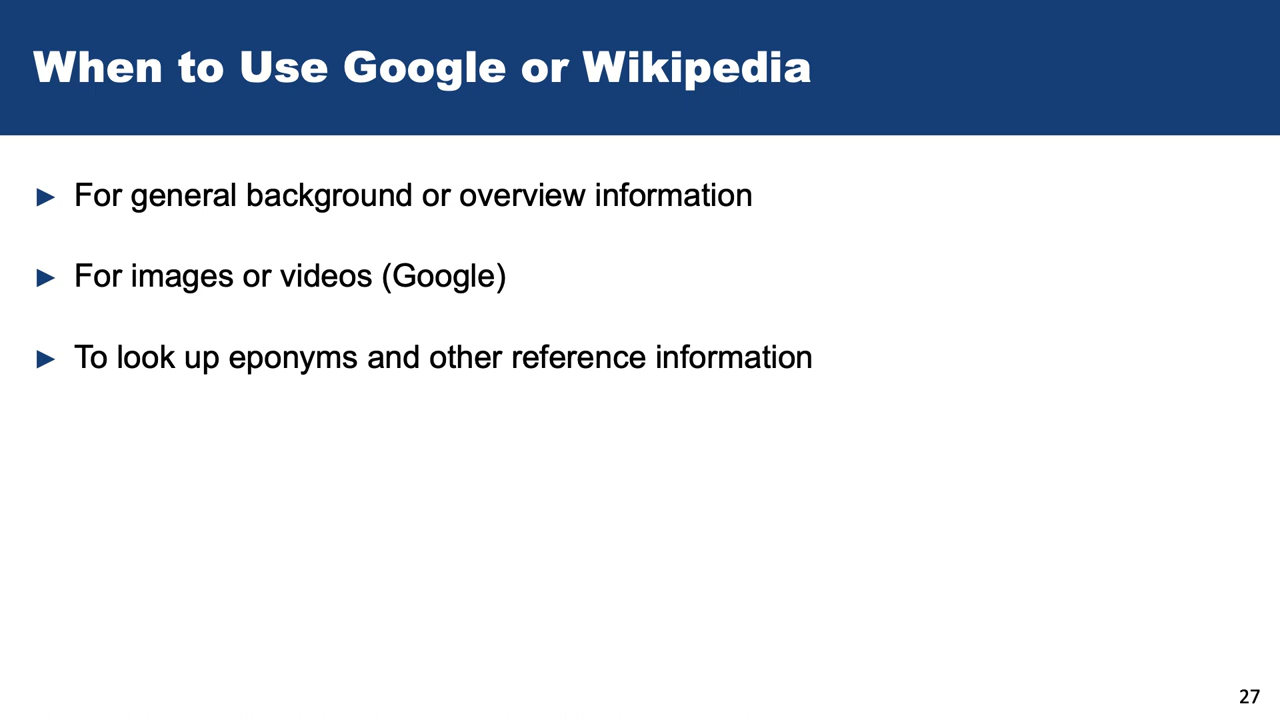 When to Use Google or Wikipedia
► For general background or overview information
► For images or videos (Google)
► To look up eponyms and other reference information
27